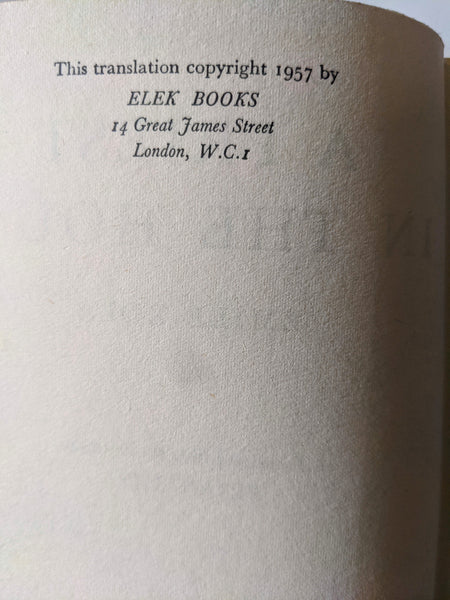 This translation copyright 1957 by
ELEK BOOKS
14 Great James Street
London, W.C.1